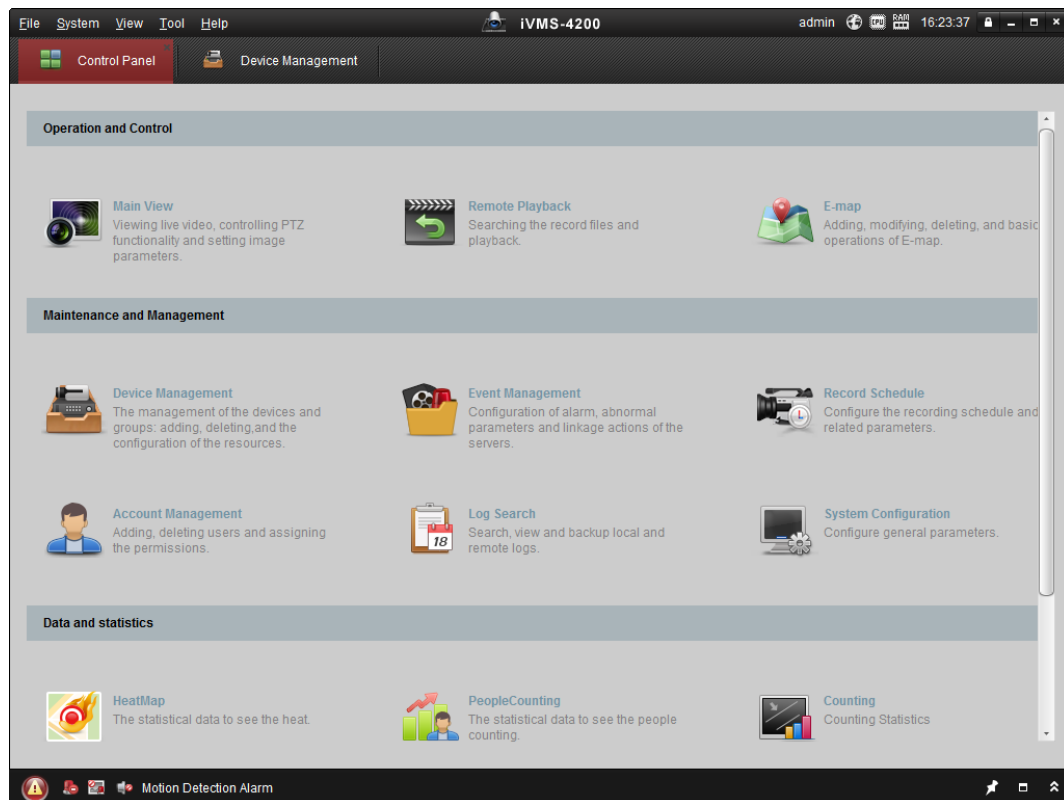 File System View Tool Help iVMS-4200 admin CPU RAM 16:23:37
Control Panel Device Management
Operation and Control
Main View
Viewing live video, controlling PTZ
functionality and setting image
parameters.
Remote Playback
Searching the record files and
playback.
E-map
Adding, modifying, deleting, and basic
operations of E-map.
Maintenance and Management
Device Management
The management of the devices and
groups: adding, deleting,and the
configuration of the resources.
Event Management
Configuration of alarm, abnormal
parameters and linkage actions of the
servers.
Record Schedule
Configure the recording schedule and
related parameters.
Account Management
Adding, deleting users and assigning
the permissions.
18
Log Search
Search, view and backup local and
remote logs.
System Configuration
Configure general parameters.
Data and statistics
HeatMap
The statistical data to see the heat.
PeopleCounting
The statistical data to see the people
counting.
Counting
Counting Statistics
Motion Detection Alarm